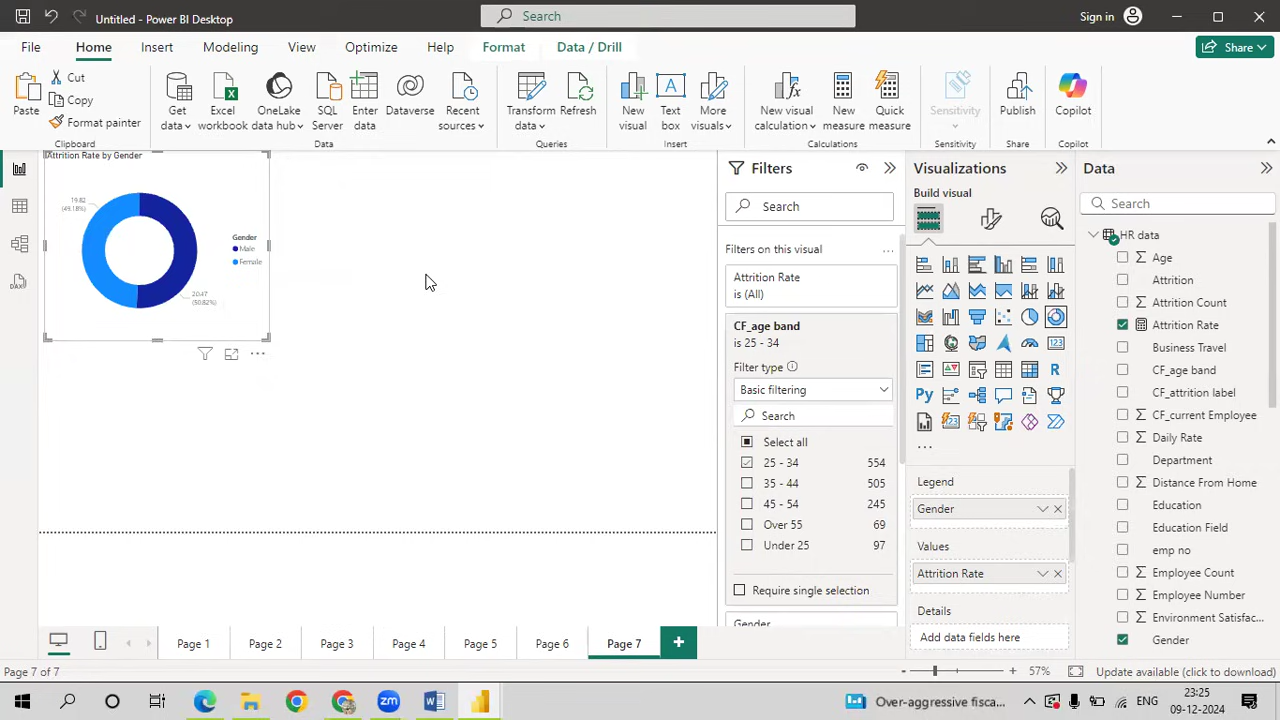 Untitled - Power BI Desktop
Search
Sign in
File
Home
Insert
Modeling
View
Optimize
Help
Format
Data / Drill
Share
Paste
Cut
Copy
Format painter
Get
data
Excel
workbook
OneLake
data hub
SQL
Server
Enter
data
Dataverse
Recent
sources
Transform
data
Refresh
New
visual
Text
box
More
visuals
New visual
calculation
New
measure
Quick
measure
Sensitivity
Publish
Copilot
Clipboard
Data
Queries
Insert
Calculations
Sensitivity
Share
Copilot
Attrition Rate by Gender
19.82
(49.18%)
Gender
Male
Female
20.47
(50.82%)
Filters
Search
Filters on this visual
Attrition Rate
is (All)
CF_age band
is 25 - 34
Filter type
Basic filtering
Search
Select all
25 - 34 554
35 - 44 505
45 - 54 245
Over 55 69
Under 25 97
Require single selection
Gender
Visualizations
Build visual
Legend
Gender
Values
Attrition Rate
Details
Add data fields here
Data
Search
HR data
Age
Attrition
Attrition Count
Attrition Rate
Business Travel
CF_age band
CF_attrition label
CF_current Employee
Daily Rate
Department
Distance From Home
Education
Education Field
emp no
Employee Count
Employee Number
Environment Satisfac...
Gender
Page 1
Page 2
Page 3
Page 4
Page 5
Page 6
Page 7
Page 7 of 7
57%
Update available (click to download)
Over-aggressive fisca...
ENG
23:25
09-12-2024